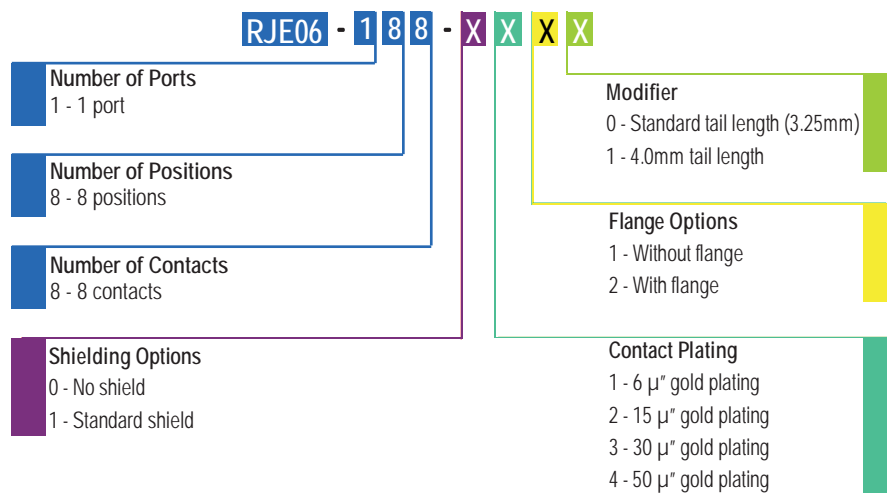 RJE06 - 1 8 8 - X X X X
Number of Ports
1 - 1 port
Number of Positions
8 - 8 positions
Number of Contacts
8 - 8 contacts
Shielding Options
0 - No shield
1 - Standard shield
Modifier
0 - Standard tail length (3.25mm)
1 - 4.0mm tail length
Flange Options
1 - Without flange
2 - With flange
Contact Plating
1 - 6 µ" gold plating
2 - 15 µ" gold plating
3 - 30 µ" gold plating
4 - 50 µ" gold plating